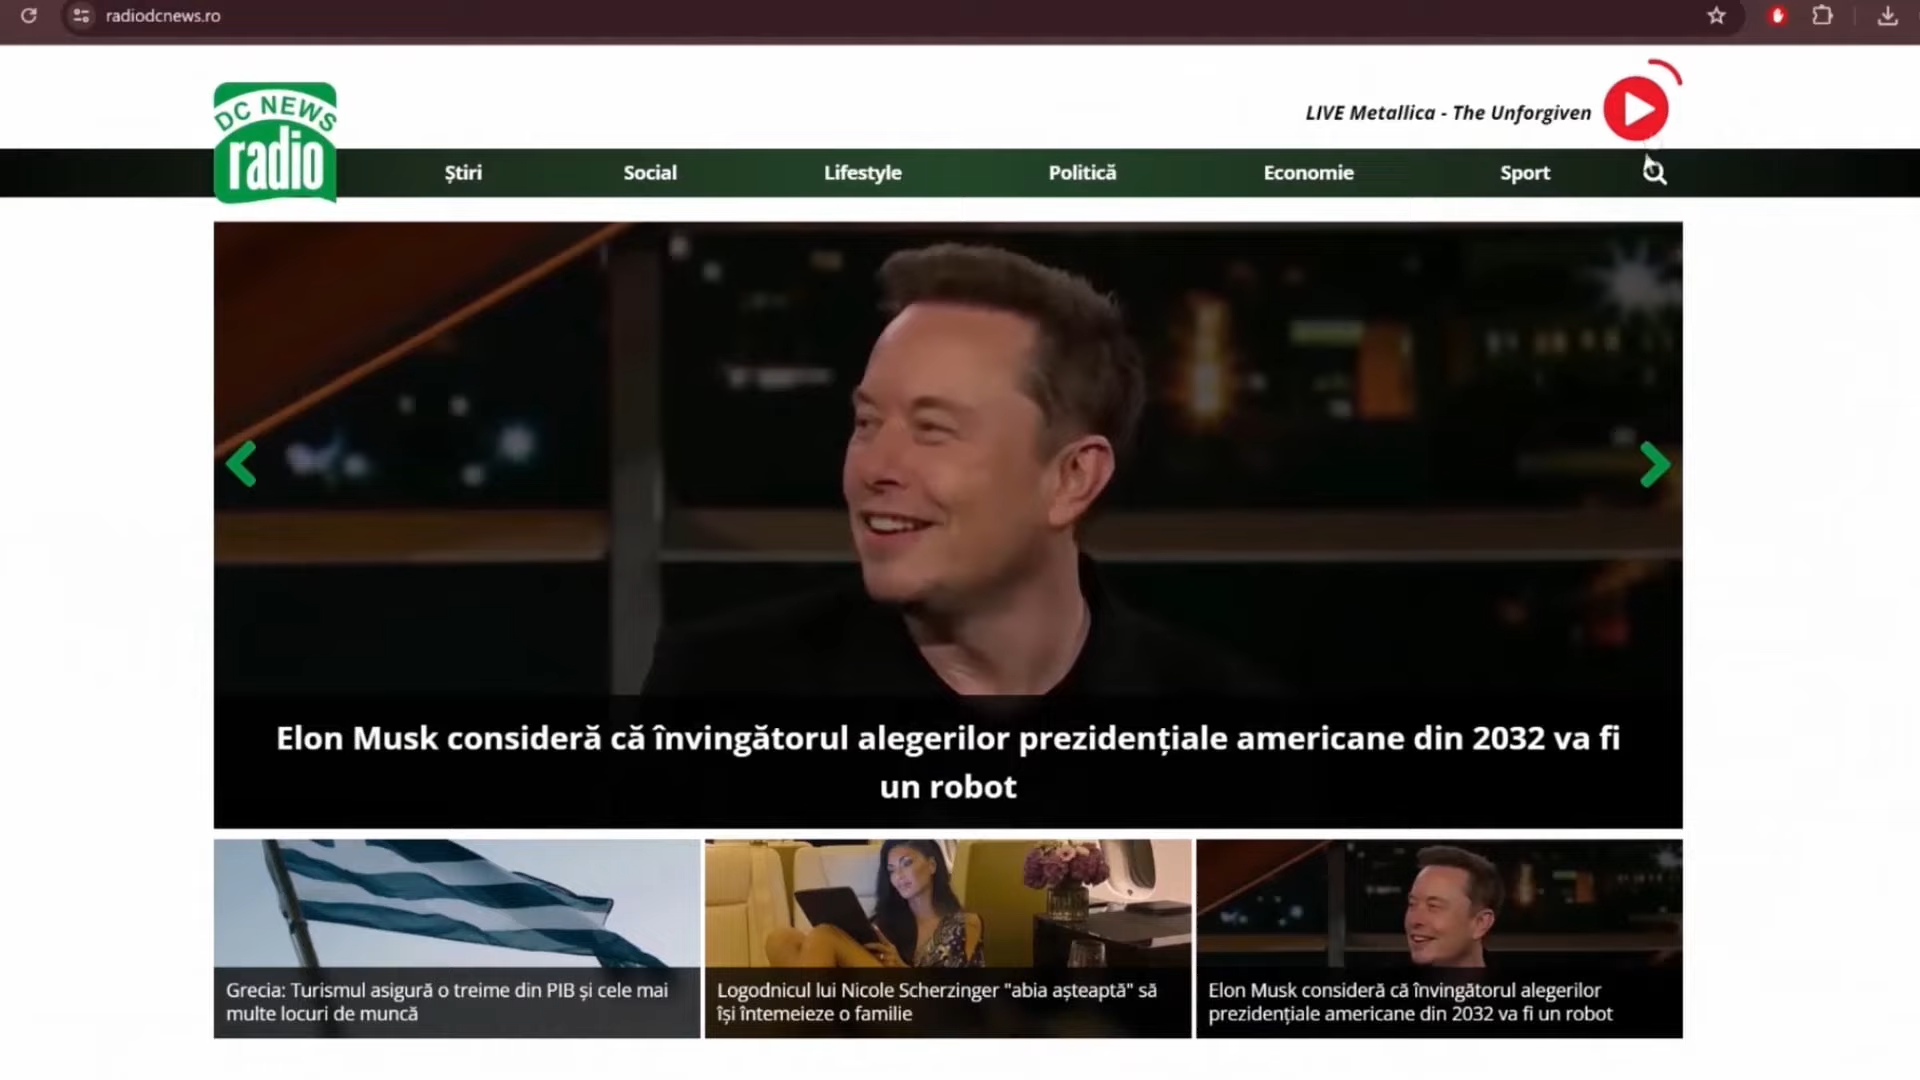 radiodcnews.ro
DC NEWS
radio
LIVE Metallica - The Unforgiven
Știri
Social
Lifestyle
Politică
Economie
Sport
Elon Musk consideră că învingătorul alegerilor prezidențiale americane din 2032 va fi
un robot
Grecia: Turismul asigură o treime din PIB și cele mai
multe locuri de muncă
Logodnicul lui Nicole Scherzinger "abia așteaptă" să
își întemeieze o familie
Elon Musk consideră că învingătorul alegerilor
prezidențiale americane din 2032 va fi un robot